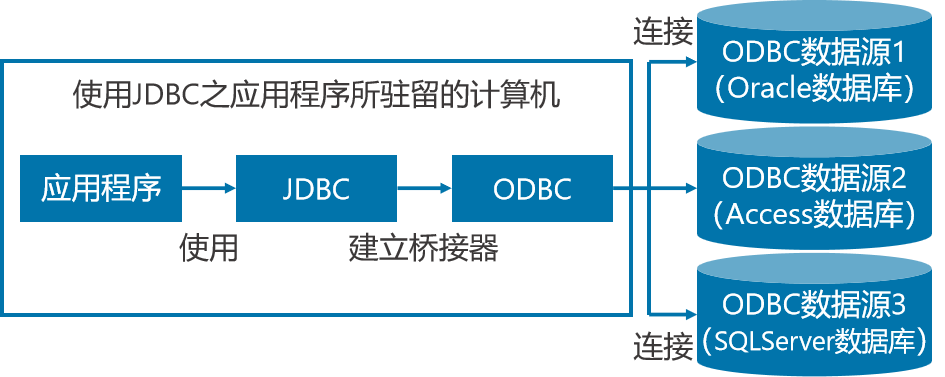 连接
ODBC数据源1
（Oracle数据库）
使用JDBC之应用程序所驻留的计算机
应用程序
JDBC
ODBC
ODBC数据源2
（Access数据库）
使用
建立桥接器
ODBC数据源3
（SQLServer数据库）
连接